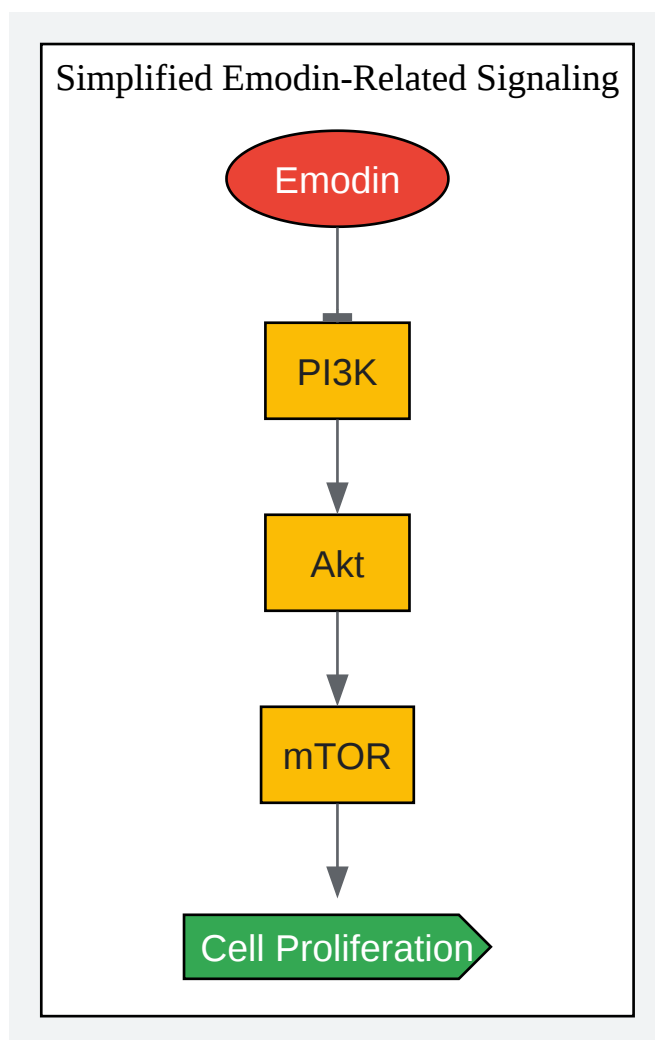 Simplified Emodin-Related Signaling
Emodin
PI3K
Akt
mTOR
Cell Proliferation